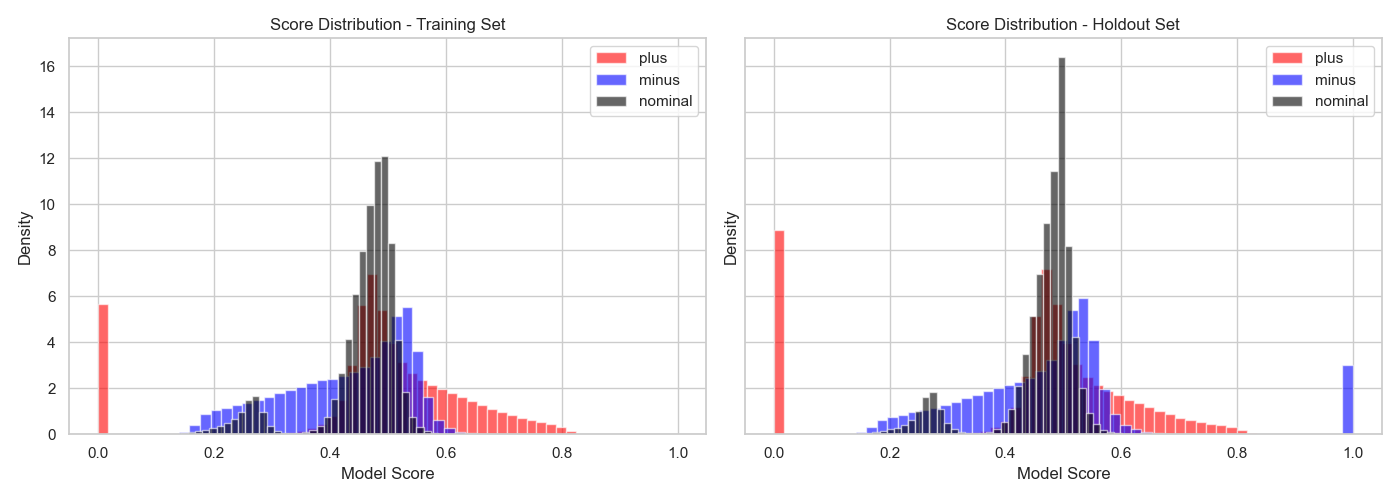 Score Distribution - Training Set
Density
16
14
12
10
8
6
4
2
0
0.0 0.2 0.4 0.6 0.8 1.0
Model Score
plus
minus
nominal
Score Distribution - Holdout Set
Density
0.0 0.2 0.4 0.6 0.8 1.0
Model Score
plus
minus
nominal